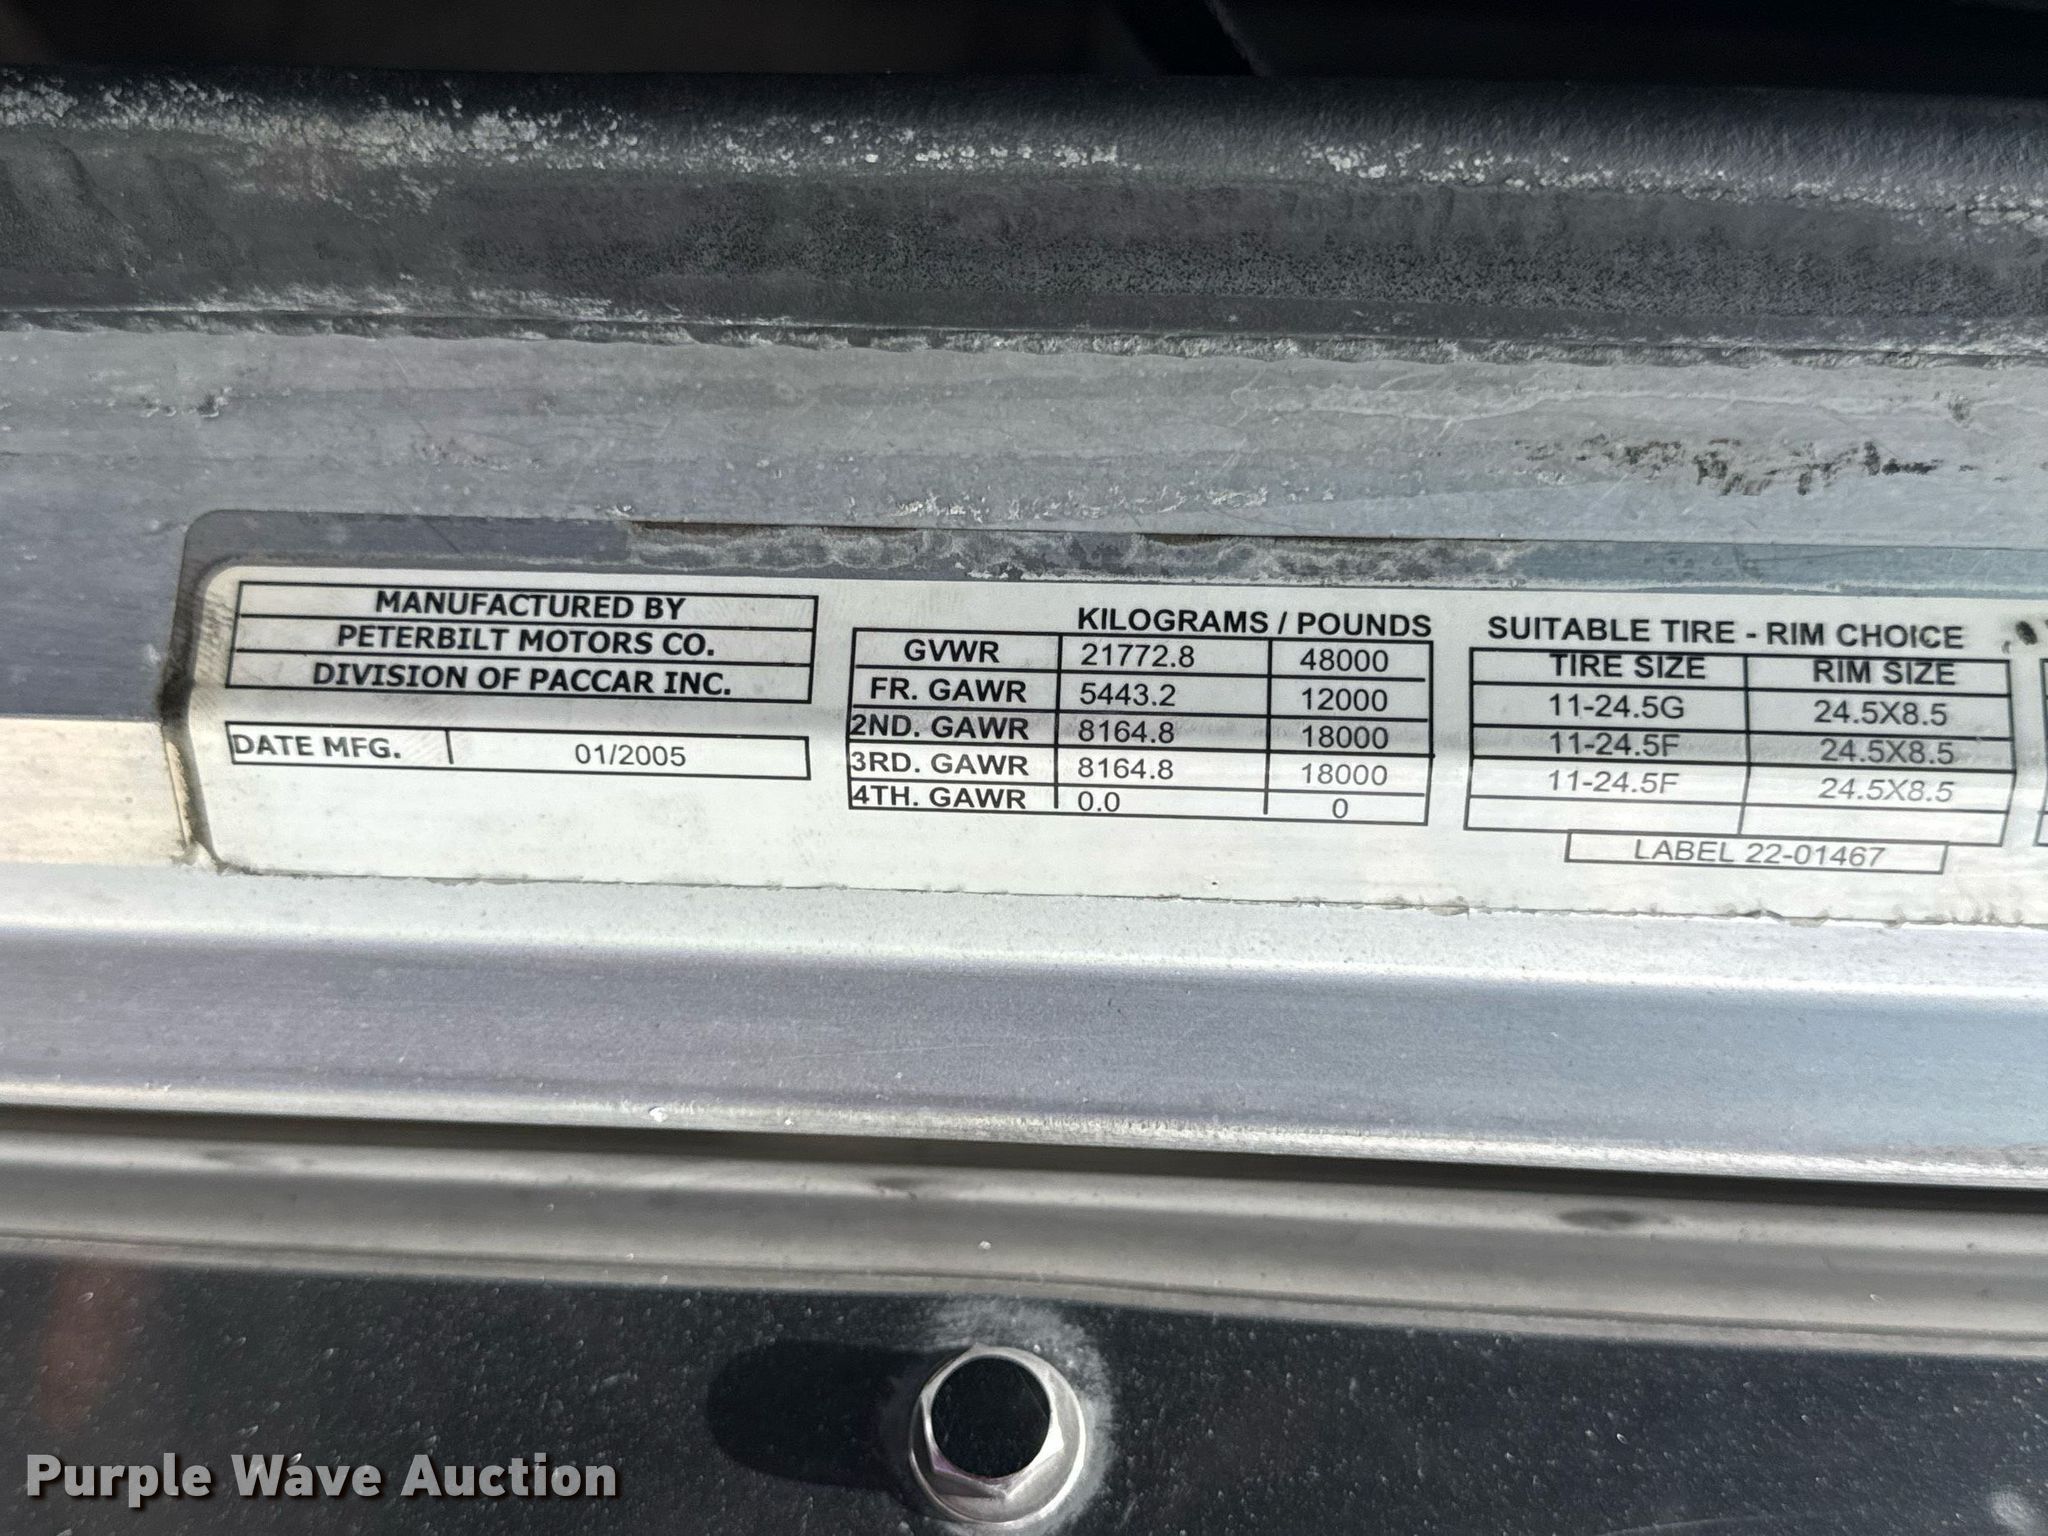 MANUFACTURED BY
PETERBILT MOTORS CO.
DIVISION OF PACCAR INC.
DATE MFG. 01/2005
KILOGRAMS / POUNDS
GVWR 21772.8 48000
FR. GAWR 5443.2 12000
2ND. GAWR 8164.8 18000
3RD. GAWR 8164.8 18000
4TH. GAWR 0.0 0
SUITABLE TIRE - RIM CHOICE
TIRE SIZE RIM SIZE
11-24.5G 24.5X8.5
11-24.5F 24.5X8.5
11-24.5F 24.5X8.5
LABEL 22-01467
Purple Wave Auction